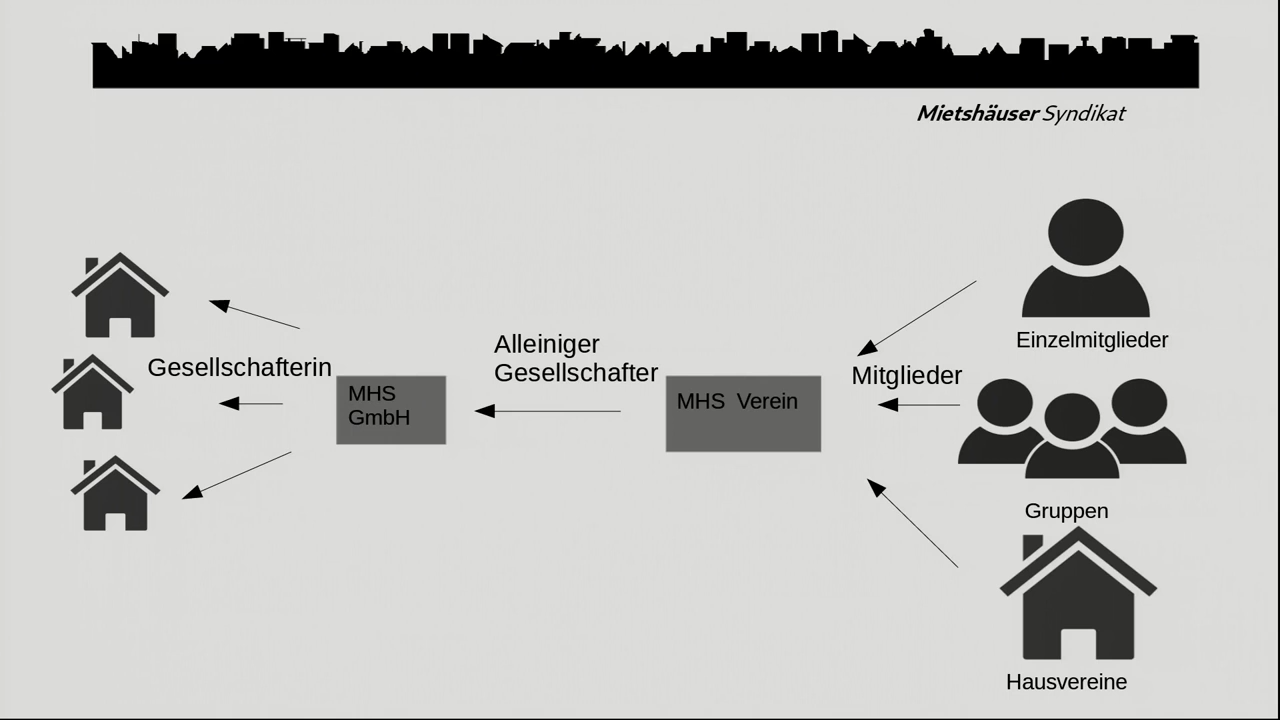 Mietshäuser Syndikat
Einzelmitglieder
Alleiniger
Gesellschafter
Gesellschafterin
Mitglieder
MHS
GmbH
MHS Verein
Gruppen
Hausvereine